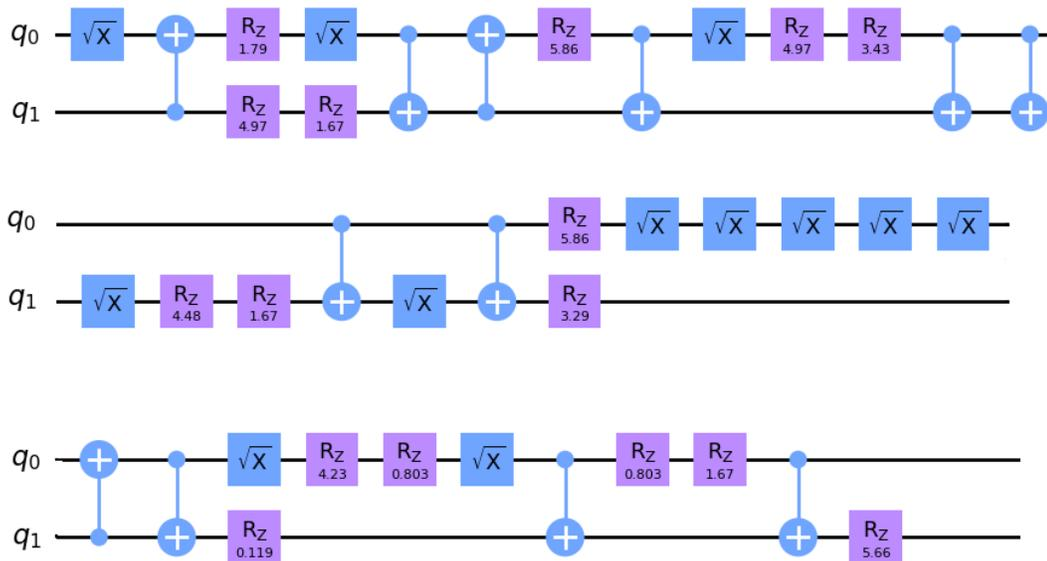 q0 √X RZ 1.79 √X RZ 5.86 √X RZ 4.97 RZ 3.43
q1 RZ 4.97 RZ 1.67
q0 RZ 5.86 √X √X √X √X √X
q1 √X RZ 4.48 RZ 1.67 √X RZ 3.29
q0 √X RZ 4.23 RZ 0.803 √X RZ 0.803 RZ 1.67
q1 RZ 0.119 RZ 5.66